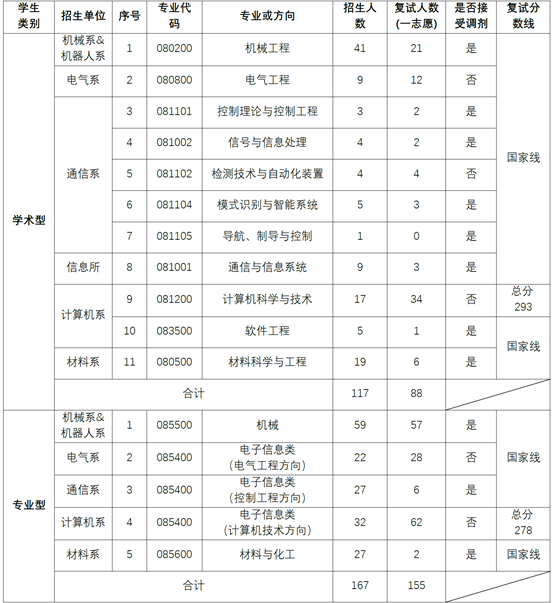 学生类别 招生单位 序号 专业代码 专业或方向 招生人数 复试人数(一志愿) 是否接受调剂 复试分数线
学术型 机械系&机器人系 1 080200 机械工程 41 21 是 国家线
电气系 2 080800 电气工程 9 12 否
通信系 3 081101 控制理论与控制工程 3 2 是
4 081002 信号与信息处理 4 2 是
5 081102 检测技术与自动化装置 4 4 否
6 081104 模式识别与智能系统 5 3 是
7 081105 导航、制导与控制 1 0 是
信息所 8 081001 通信与信息系统 9 3 是
计算机系 9 081200 计算机科学与技术 17 34 否 总分293
10 083500 软件工程 5 1 是 国家线
材料系 11 080500 材料科学与工程 19 6 是
合计 117 88
专业型 机械系&机器人系 1 085500 机械 59 57 是 国家线
电气系 2 085400 电子信息类(电气工程方向) 22 28 否
通信系 3 085400 电子信息类(控制工程方向) 27 6 是
计算机系 4 085400 电子信息类(计算机技术方向) 32 62 否 总分278
材料系 5 085600 材料与化工 27 2 是 国家线
合计 167 155